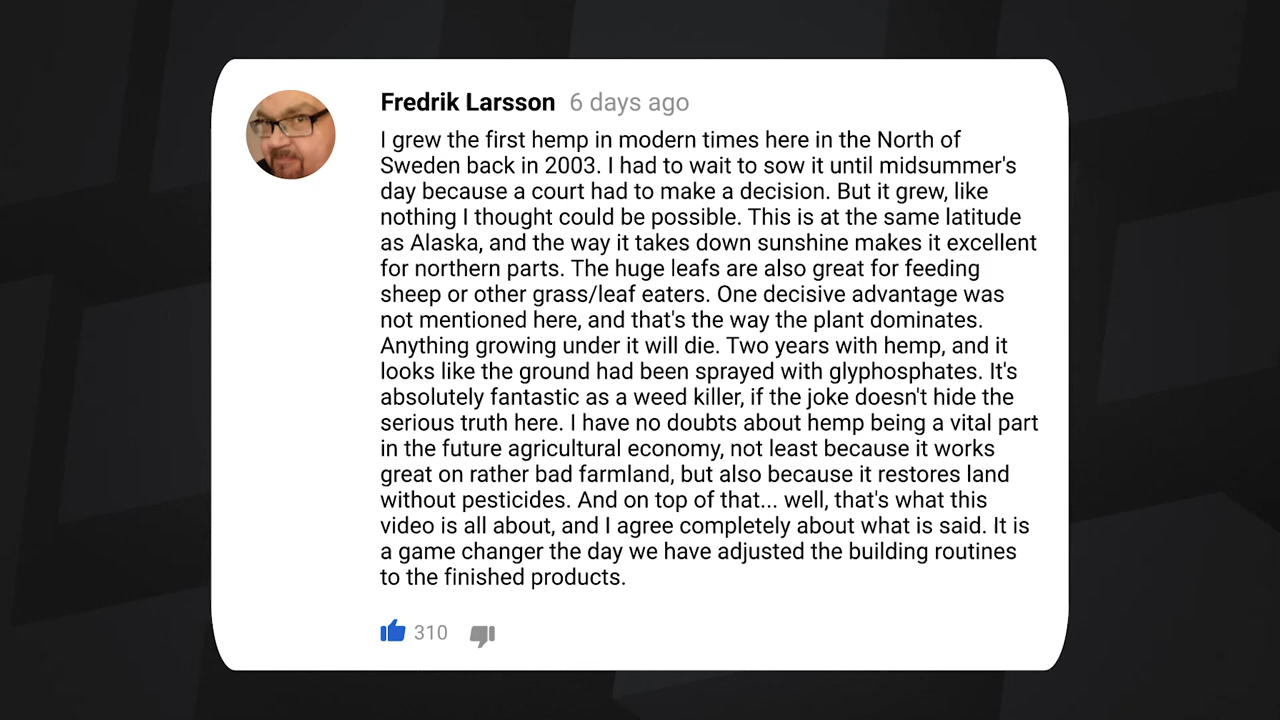 Fredrik Larsson 6 days ago
I grew the first hemp in modern times here in the North of
Sweden back in 2003. I had to wait to sow it until midsummer's
day because a court had to make a decision. But it grew, like
nothing I thought could be possible. This is at the same latitude
as Alaska, and the way it takes down sunshine makes it excellent
for northern parts. The huge leafs are also great for feeding
sheep or other grass/leaf eaters. One decisive advantage was
not mentioned here, and that's the way the plant dominates.
Anything growing under it will die. Two years with hemp, and it
looks like the ground had been sprayed with glyphosphates. It's
absolutely fantastic as a weed killer, if the joke doesn't hide the
serious truth here. I have no doubts about hemp being a vital part
in the future agricultural economy, not least because it works
great on rather bad farmland, but also because it restores land
without pesticides. And on top of that... well, that's what this
video is all about, and I agree completely about what is said. It is
a game changer the day we have adjusted the building routines
to the finished products.
310